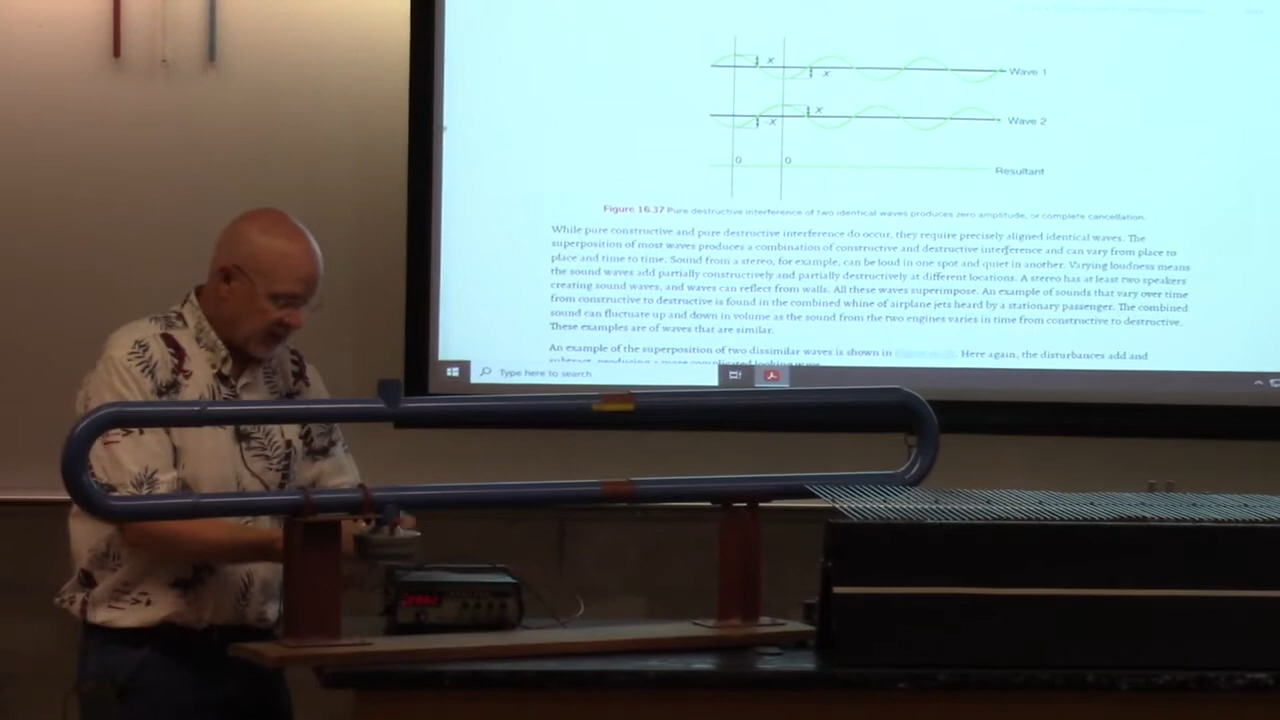 x
x
Wave 1
x
-x
Wave 2
0 0
Resultant
Figure 16.37 Pure destructive interference of two identical waves produces zero amplitude, or complete cancellation.
While pure constructive and pure destructive interference do occur, they require precisely aligned identical waves. The
superposition of most waves produces a combination of constructive and destructive interference and can vary from place to
place and time to time. Sound from a stereo, for example, can be loud in one spot and quiet in another. Varying loudness means
the sound waves add partially constructively and partially destructively at different locations. A stereo has at least two speakers
creating sound waves, and waves can reflect from walls. All these waves superimpose. An example of sounds that vary over time
from constructive to destructive is found in the combined whine of airplane jets heard by a stationary passenger. The combined
sound can fluctuate up and down in volume as the sound from the two engines varies in time from constructive to destructive.
These examples are of waves that are similar.
An example of the superposition of two dissimilar waves is shown in . Here again, the disturbances add and
Type here to search